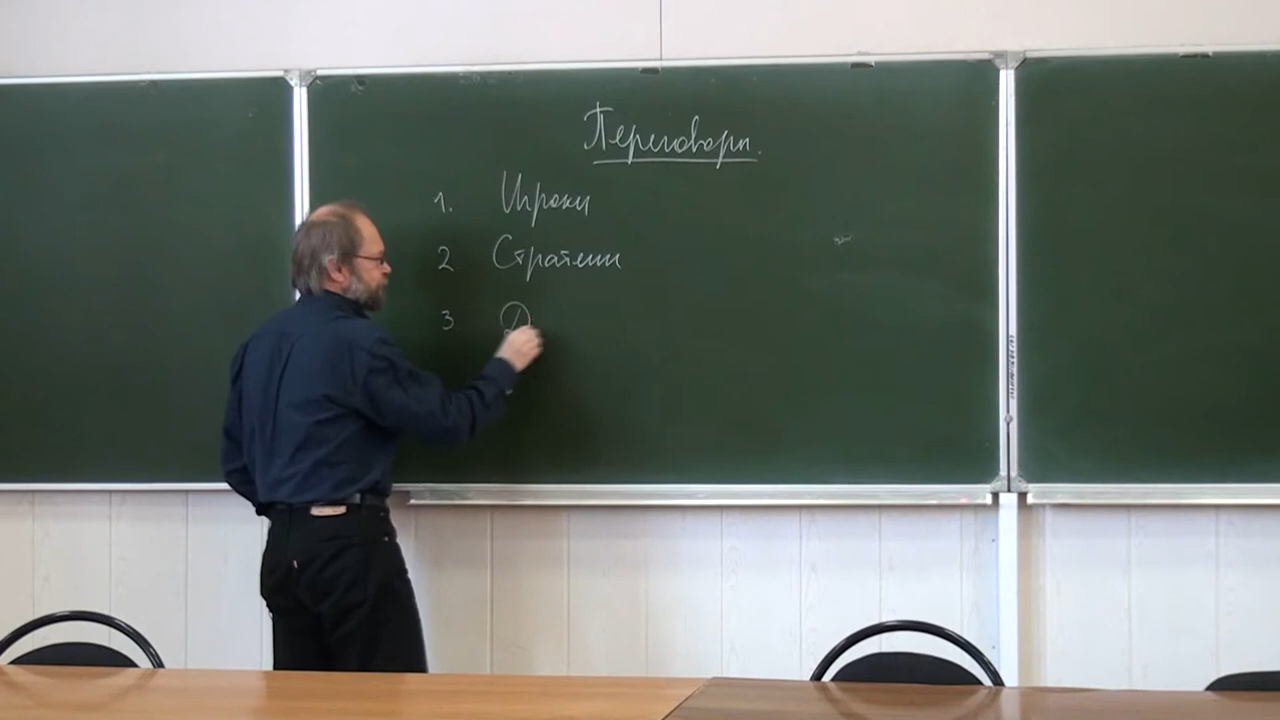 Переговоры.
1. Игроки
2 Стратегии
3 Д